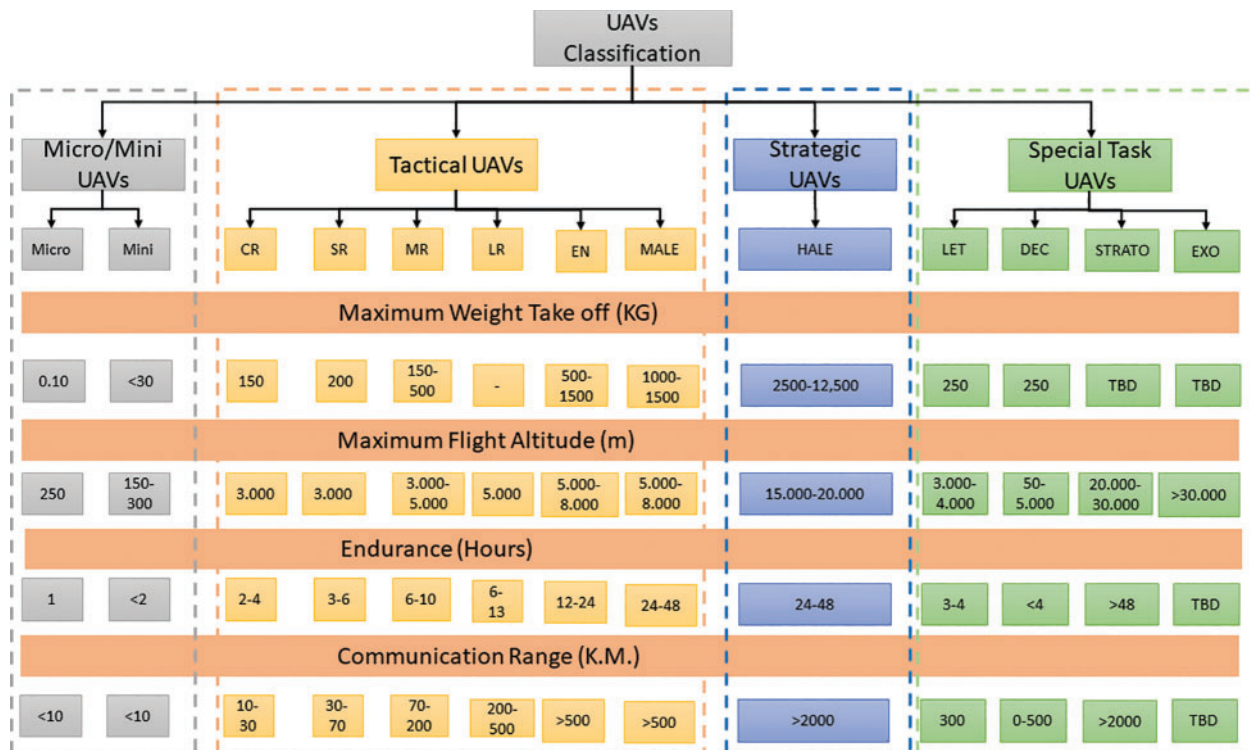 UAVs
Classification
Micro/Mini
UAVs
Tactical UAVs
Strategic
UAVs
Special Task
UAVs
Micro
Mini
CR
SR
MR
LR
EN
MALE
HALE
LET
DEC
STRATO
EXO
Maximum Weight Take off (KG)
0.10
<30
150
200
150-
500
-
500-
1500
1000-
1500
2500-12,500
250
250
TBD
TBD
Maximum Flight Altitude (m)
250
150-
300
3.000
3.000
3.000-
5.000
5.000
5.000-
8.000
5.000-
8.000
15.000-20.000
3.000-
4.000
50-
5.000
20.000-
30.000
>30.000
Endurance (Hours)
1
<2
2-4
3-6
6-10
6-
13
12-24
24-48
24-48
3-4
<4
>48
TBD
Communication Range (K.M.)
<10
<10
10-
30
30-
70
70-
200
200-
500
>500
>500
>2000
300
0-500
>2000
TBD